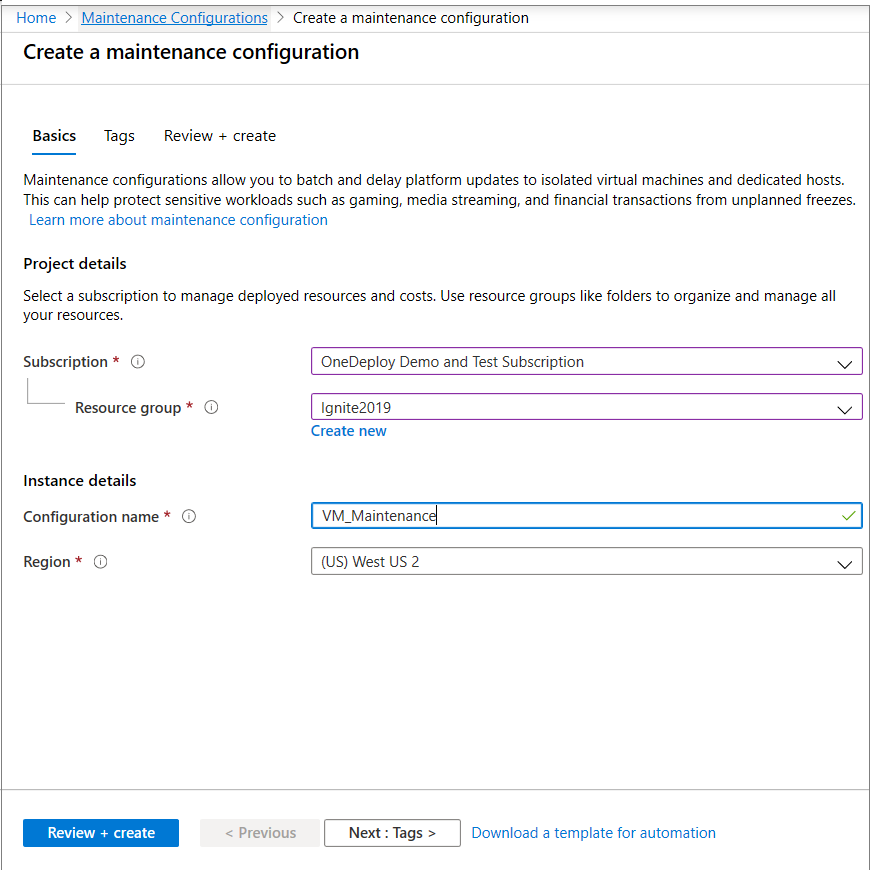 Home > Maintenance Configurations > Create a maintenance configuration
Create a maintenance configuration
Basics Tags Review + create
Maintenance configurations allow you to batch and delay platform updates to isolated virtual machines and dedicated hosts.
This can help protect sensitive workloads such as gaming, media streaming, and financial transactions from unplanned freezes.
Learn more about maintenance configuration
Project details
Select a subscription to manage deployed resources and costs. Use resource groups like folders to organize and manage all
your resources.
Subscription * OneDeploy Demo and Test Subscription
Resource group * Ignite2019
Create new
Instance details
Configuration name * VM_Maintenance
Region * (US) West US 2
Review + create < Previous Next : Tags > Download a template for automation